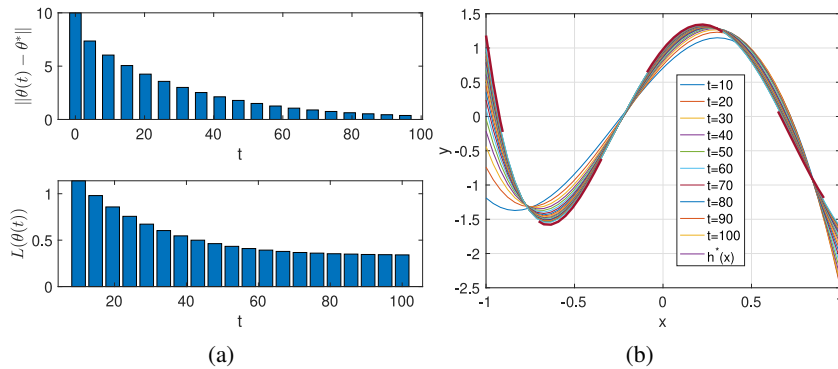 10
5
0
‖θ(t) − θ*‖
0 20 40 60 80 100
t
1
0.5
0
L(θ(t))
20 40 60 80 100
t
(a)
1.5
1
0.5
0
-0.5
-1
-1.5
-2
-2.5
y
t=10
t=20
t=30
t=40
t=50
t=60
t=70
t=80
t=90
t=100
h*(x)
-1 -0.5 0 0.5 1
x
(b)